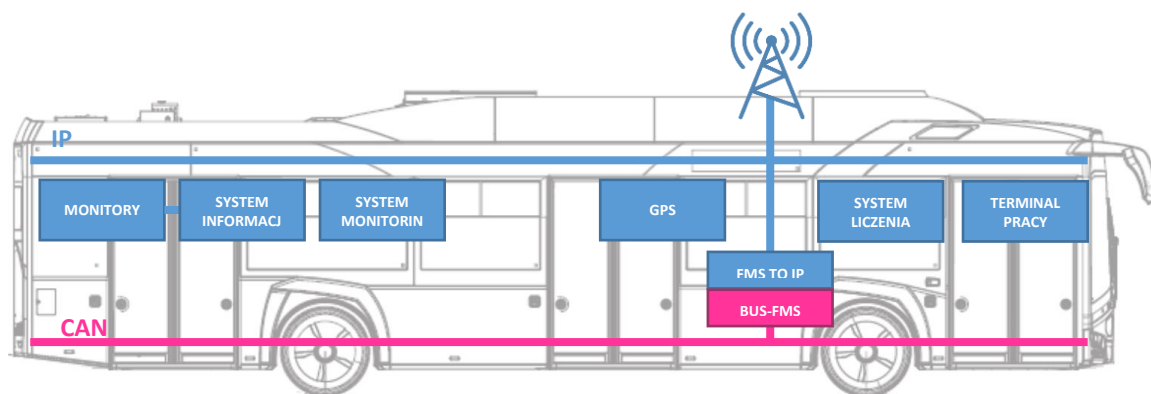 IP
MONITORY
SYSTEM
INFORMACJ
SYSTEM
MONITORIN
GPS
SYSTEM
LICZENIA
TERMINAL
PRACY
FMS TO IP
BUS-FMS
CAN